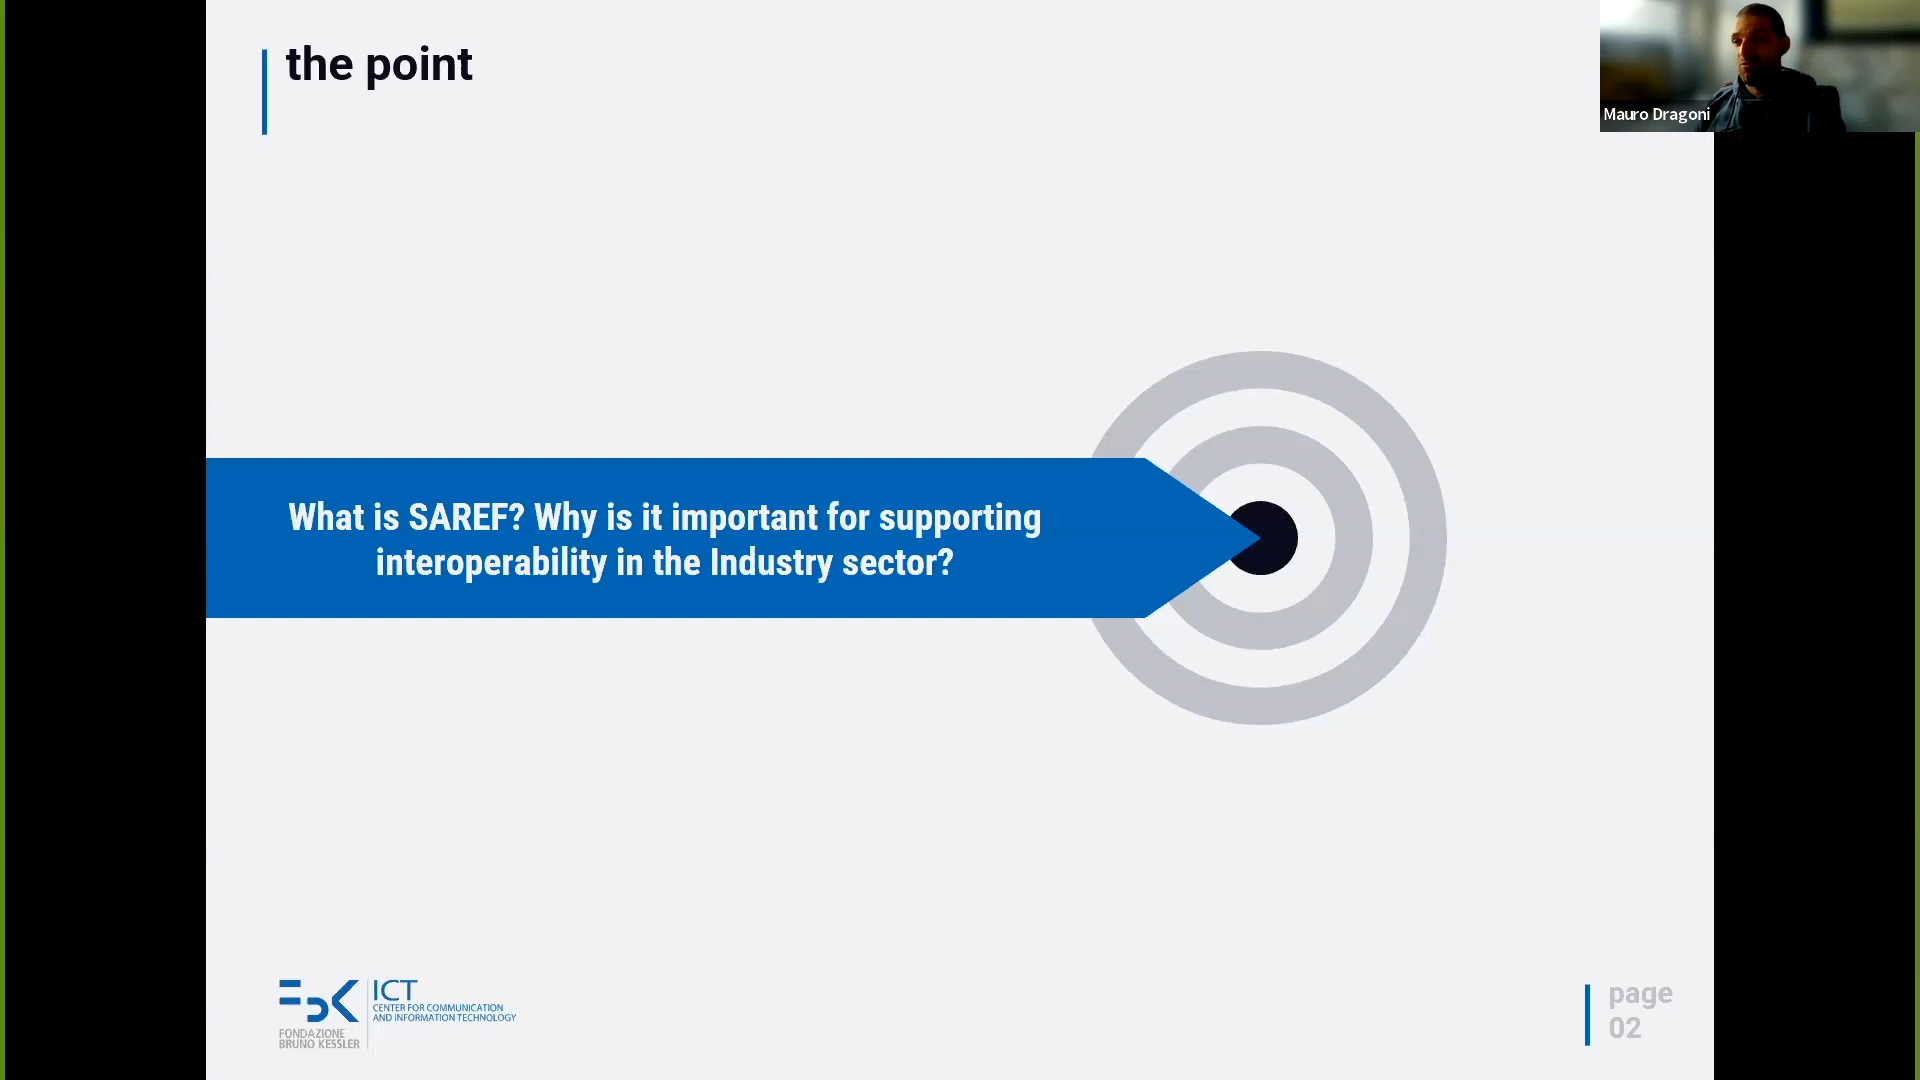 the point
Mauro Dragoni
What is SAREF? Why is it important for supporting
interoperability in the Industry sector?
FBK
FONDAZIONE
BRUNO KESSLER
ICT
CENTER FOR COMMUNICATION
AND INFORMATION TECHNOLOGY
page
02